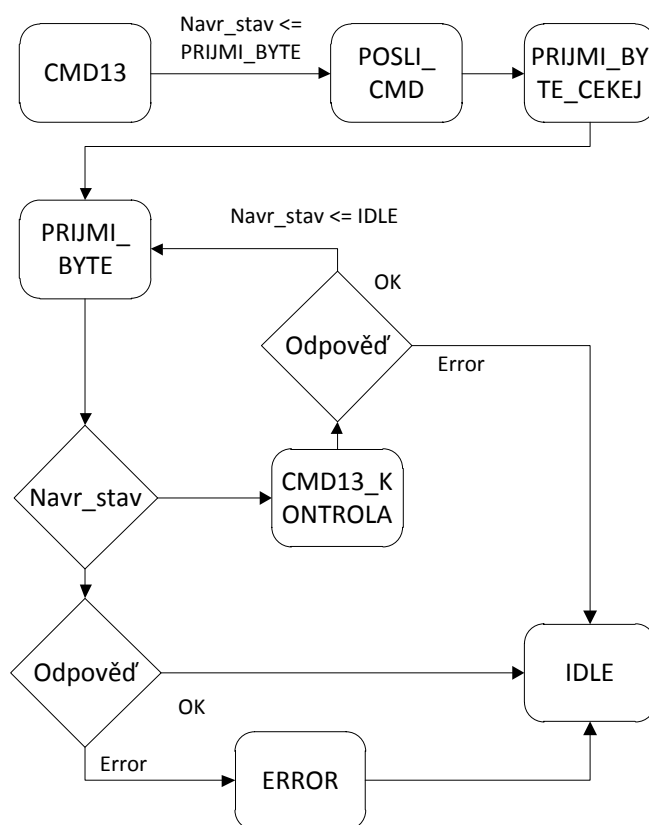 Navr_stav <=
PRIJMI_BYTE
CMD13
POSLI_
CMD
PRIJMI_BY
TE_CEKEJ
PRIJMI_
BYTE
Navr_stav <= IDLE
OK
Odpověď
Error
Navr_stav
CMD13_K
ONTROLA
Odpověď
OK
IDLE
Error
ERROR